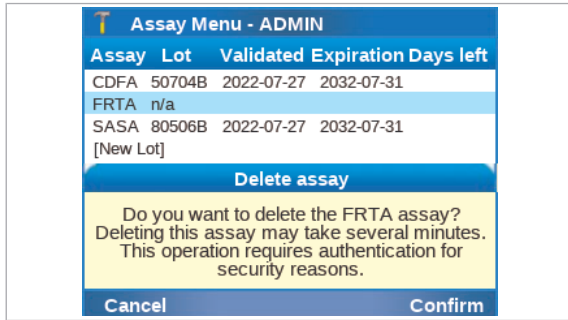 Assay Menu - ADMIN
Assay Lot Validated Expiration Days left
CDFA 50704B 2022-07-27 2032-07-31
FRTA n/a
SASA 80506B 2022-07-27 2032-07-31
[New Lot]
Delete assay
Do you want to delete the FRTA assay?
Deleting this assay may take several minutes.
This operation requires authentication for
security reasons.
Cancel Confirm